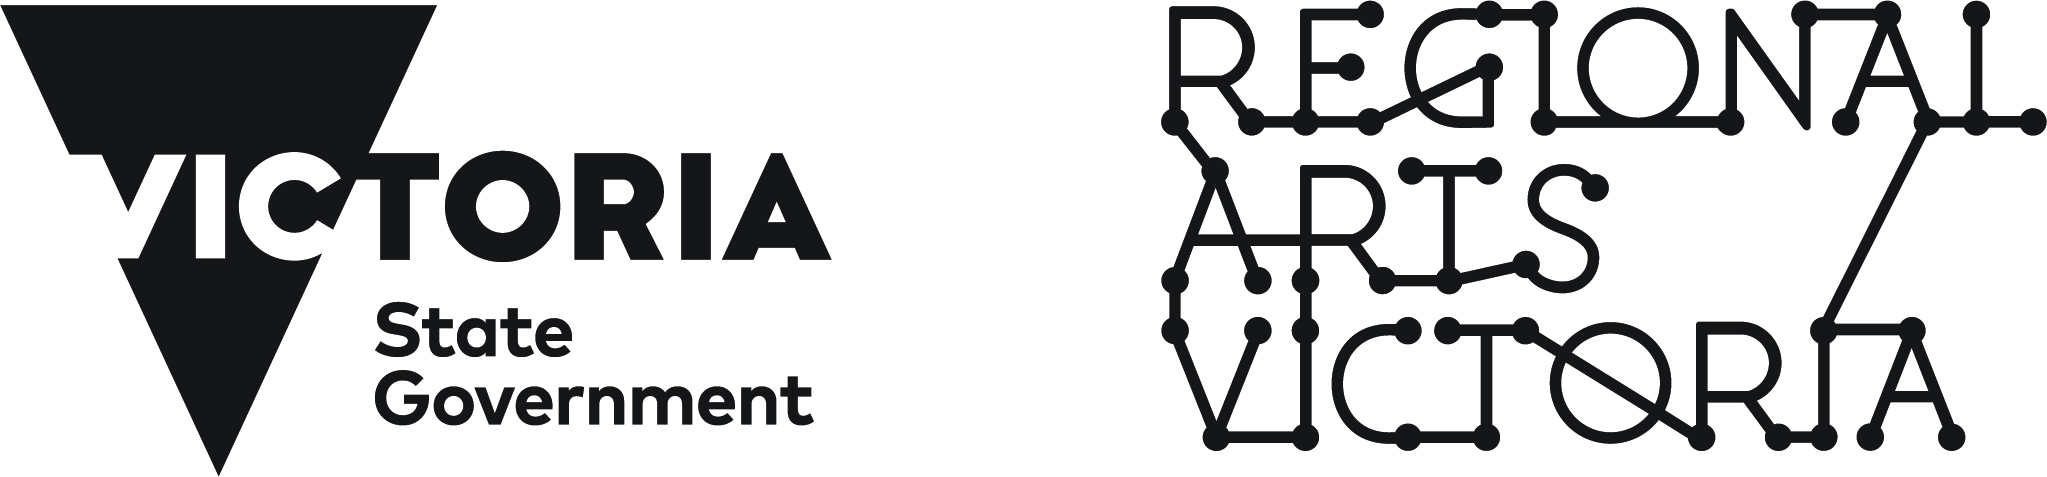 VICTORIA
State
Government
REGIONAL
ARTS
VICTORIA